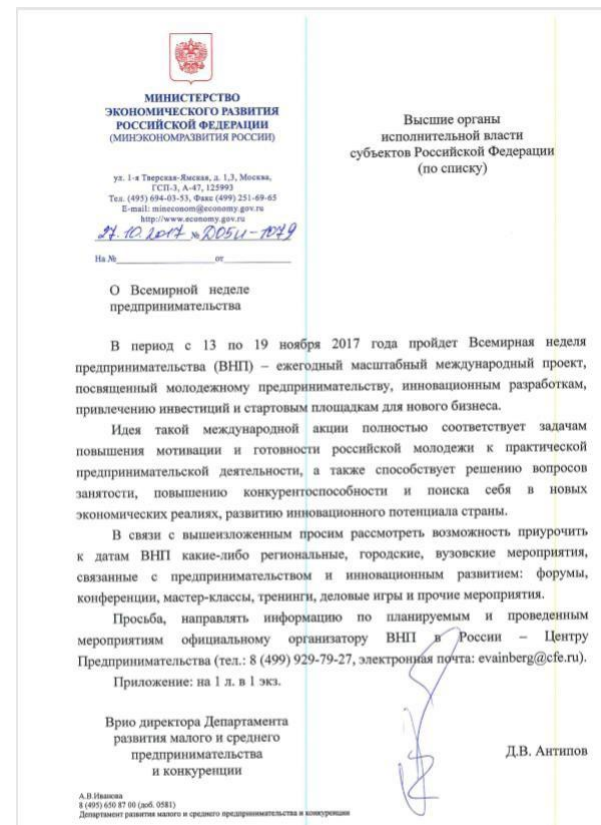 МИНИСТЕРСТВО
ЭКОНОМИЧЕСКОГО РАЗВИТИЯ
РОССИЙСКОЙ ФЕДЕРАЦИИ
(МИНЭКОНОМРАЗВИТИЯ РОССИИ)
ул. 1-я Тверская-Ямская, д. 1,3, Москва,
ГСП-3, А-47, 125993
Тел. (495) 694-03-53, Факс (499) 251-69-65
E-mail: mineconom@economy.gov.ru
http://www.economy.gov.ru
27.10.2017 № Д05и-1079
На № от
Высшие органы
исполнительной власти
субъектов Российской Федерации
(по списку)
О Всемирной неделе
предпринимательства
В период с 13 по 19 ноября 2017 года пройдет Всемирная неделя
предпринимательства (ВНП) – ежегодный масштабный международный проект,
посвященный молодежному предпринимательству, инновационным разработкам,
привлечению инвестиций и стартовым площадкам для нового бизнеса.
Идея такой международной акции полностью соответствует задачам
повышения мотивации и готовности российской молодежи к практической
предпринимательской деятельности, а также способствует решению вопросов
занятости, повышению конкурентоспособности и поиска себя в новых
экономических реалиях, развитию инновационного потенциала страны.
В связи с вышеизложенным просим рассмотреть возможность приурочить
к датам ВНП какие-либо региональные, городские, вузовские мероприятия,
связанные с предпринимательством и инновационным развитием: форумы,
конференции, мастер-классы, тренинги, деловые игры и прочие мероприятия.
Просьба, направлять информацию по планируемым и проведенным
мероприятиям официальному организатору ВНП в России – Центру
Предпринимательства (тел.: 8 (499) 929-79-27, электронная почта: evainberg@cfe.ru).
Приложение: на 1 л. в 1 экз.
Врио директора Департамента
развития малого и среднего
предпринимательства
и конкуренции
Д.В. Антипов
А.В.Иванова
8 (495) 650 87 00 (доб. 0581)
Департамент развития малого и среднего предпринимательства и конкуренции